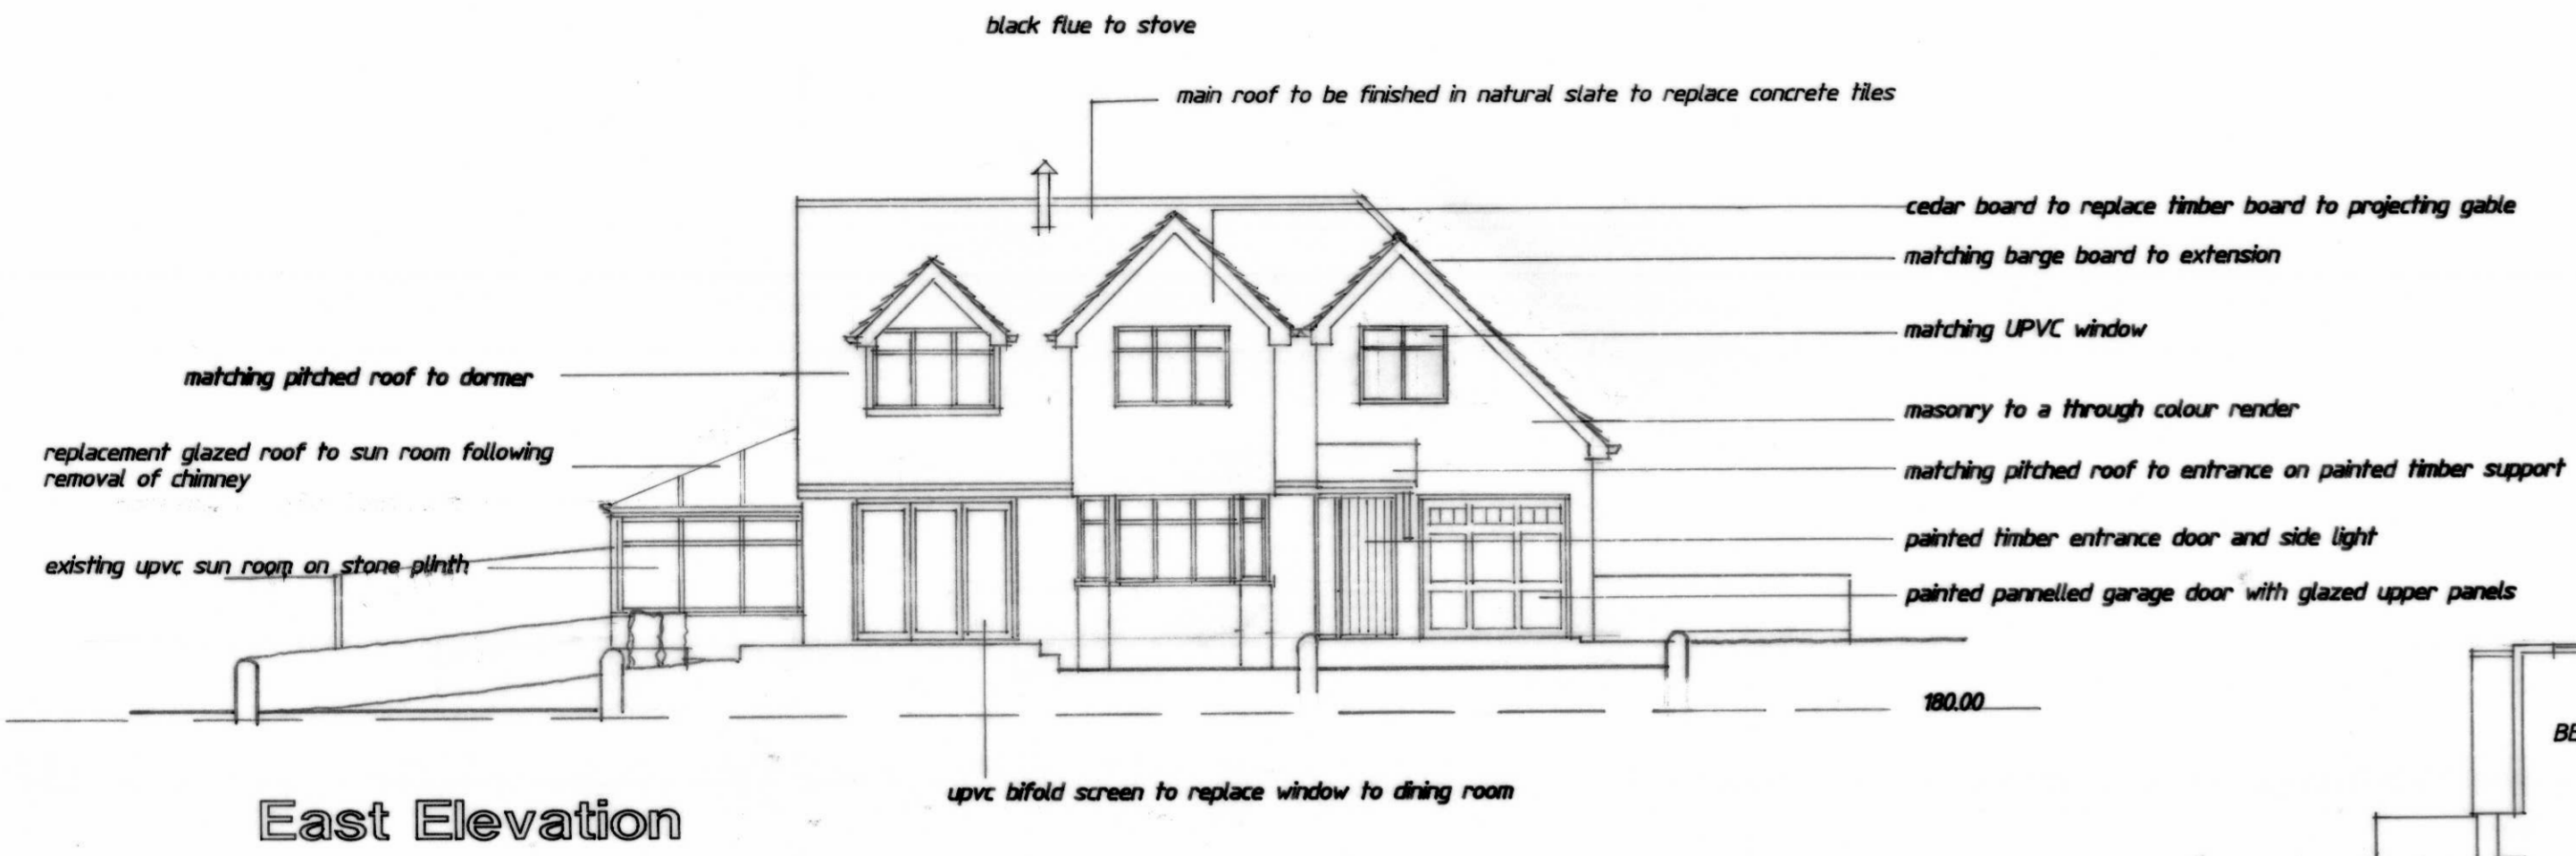 black flue to stove
main roof to be finished in natural slate to replace concrete tiles
cedar board to replace timber board to projecting gable
matching barge board to extension
matching UPVC window
matching pitched roof to dormer
masonry to a through colour render
replacement glazed roof to sun room following
removal of chimney
matching pitched roof to entrance on painted timber support
painted timber entrance door and side light
existing upvc sun room on stone plinth
painted pannelled garage door with glazed upper panels
180.00
upvc bifold screen to replace window to dining room
East Elevation